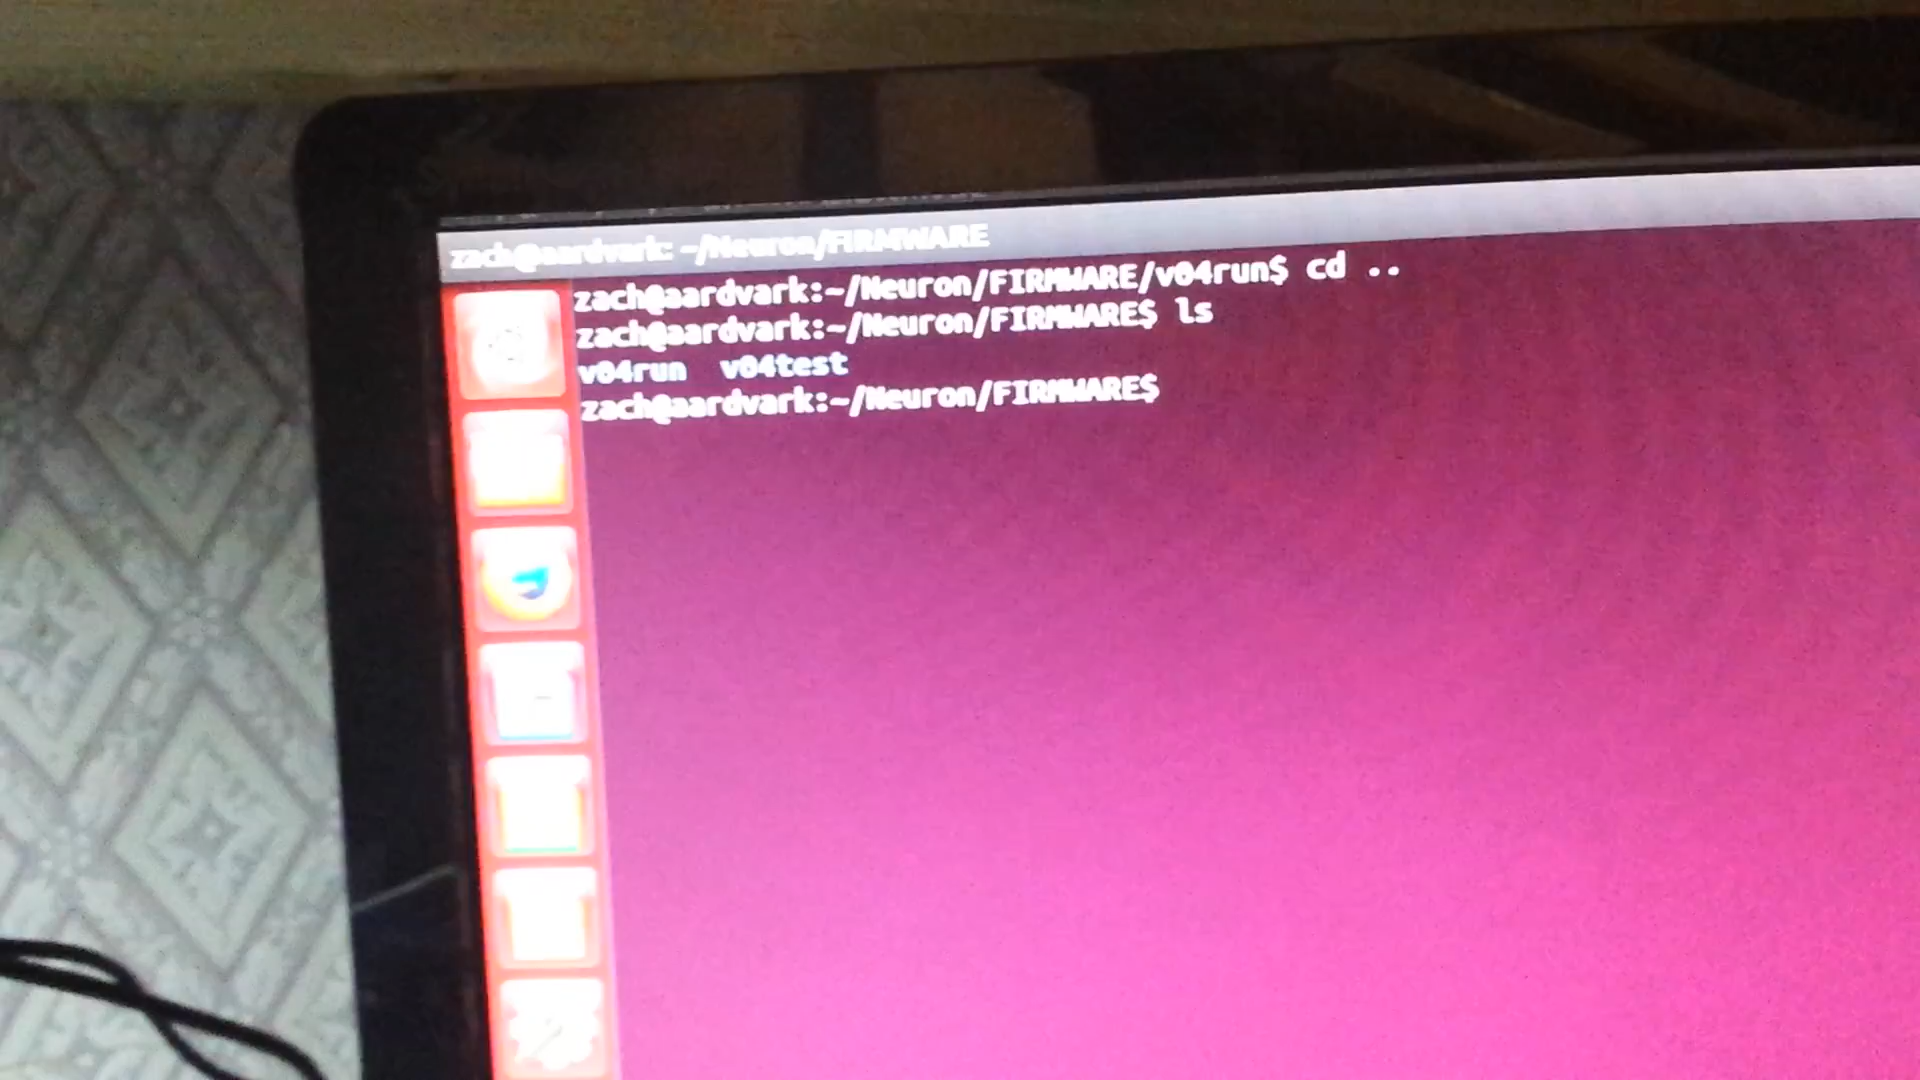 zach@aardvark: ~/Neuron/FIRMWARE
zach@aardvark:~/Neuron/FIRMWARE/v04run$ cd ..
zach@aardvark:~/Neuron/FIRMWARE$ ls
v04run  v04test
zach@aardvark:~/Neuron/FIRMWARE$